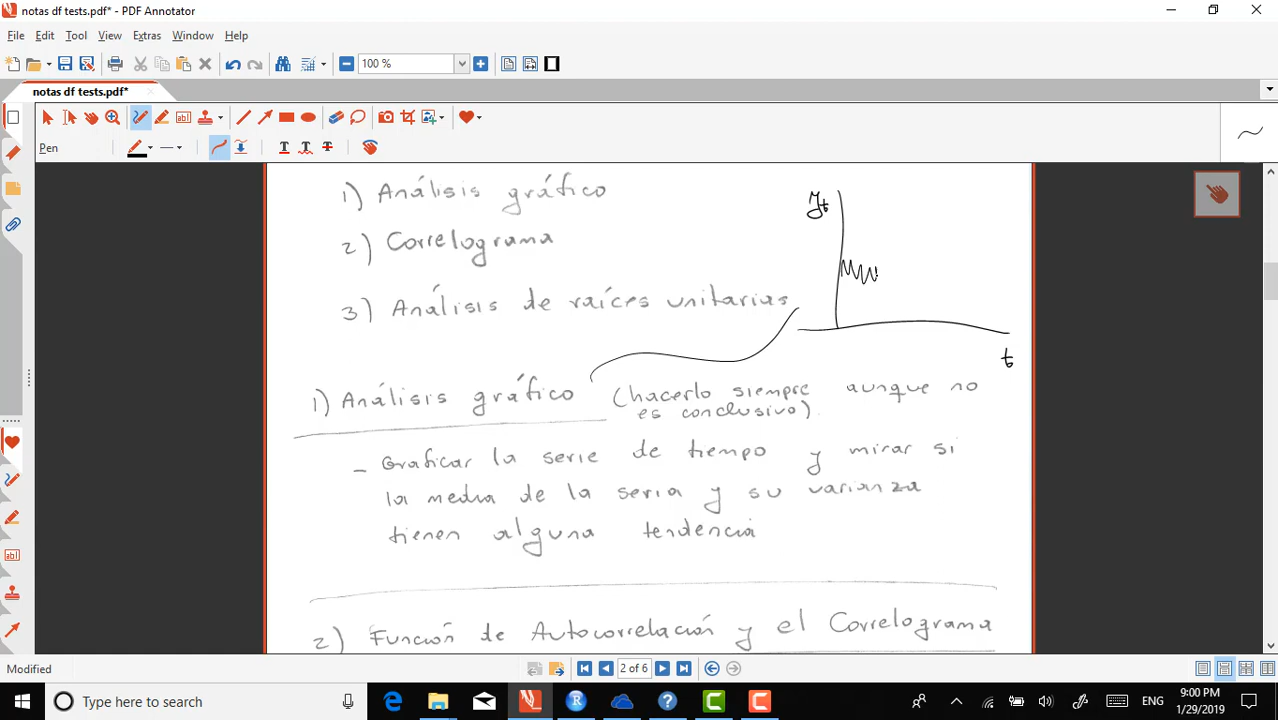 notas df tests.pdf* - PDF Annotator
File Edit Tool View Extras Window Help
100 %
notas df tests.pdf*
Pen
1) Análisis gráfico
2) Correlograma
3) Análisis de raíces unitarias
yt
t
1) Análisis gráfico (hacerlo siempre aunque no
es conclusivo).
- Graficar la serie de tiempo y mirar si
la media de la seria y su varianza
tienen alguna tendencia
2) Función de Autocorrelación y el Correlograma
Modified
2 of 6
Type here to search
ENG
9:00 PM
1/29/2019